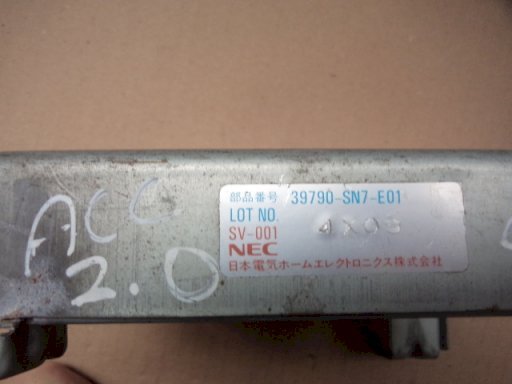 ACC
2.0
部品番号 39790-SN7-E01
LOT NO. 4X03
SV-001
NEC
日本電気ホームエレクトロニクス株式会社